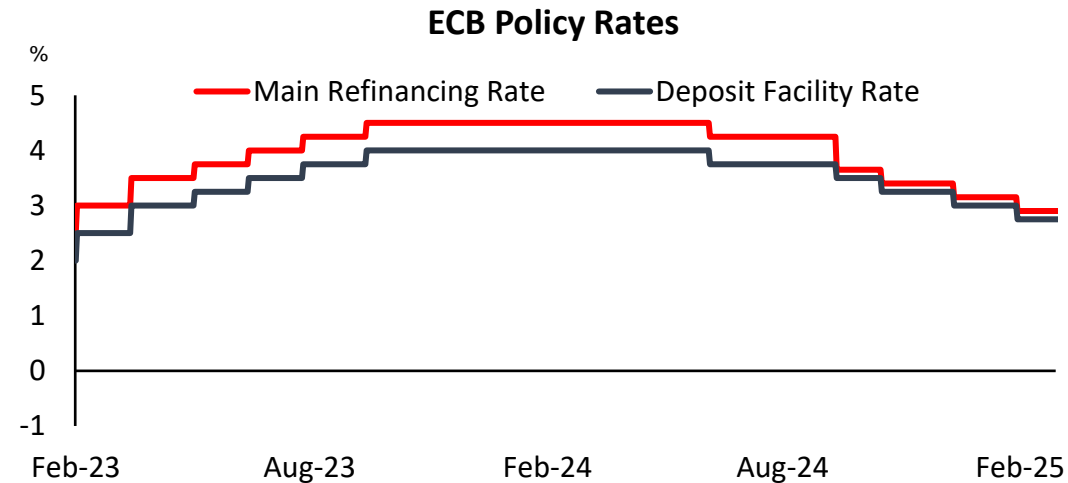 ECB Policy Rates
%
Main Refinancing Rate Deposit Facility Rate
5
4
3
2
1
0
-1
Feb-23 Aug-23 Feb-24 Aug-24 Feb-25